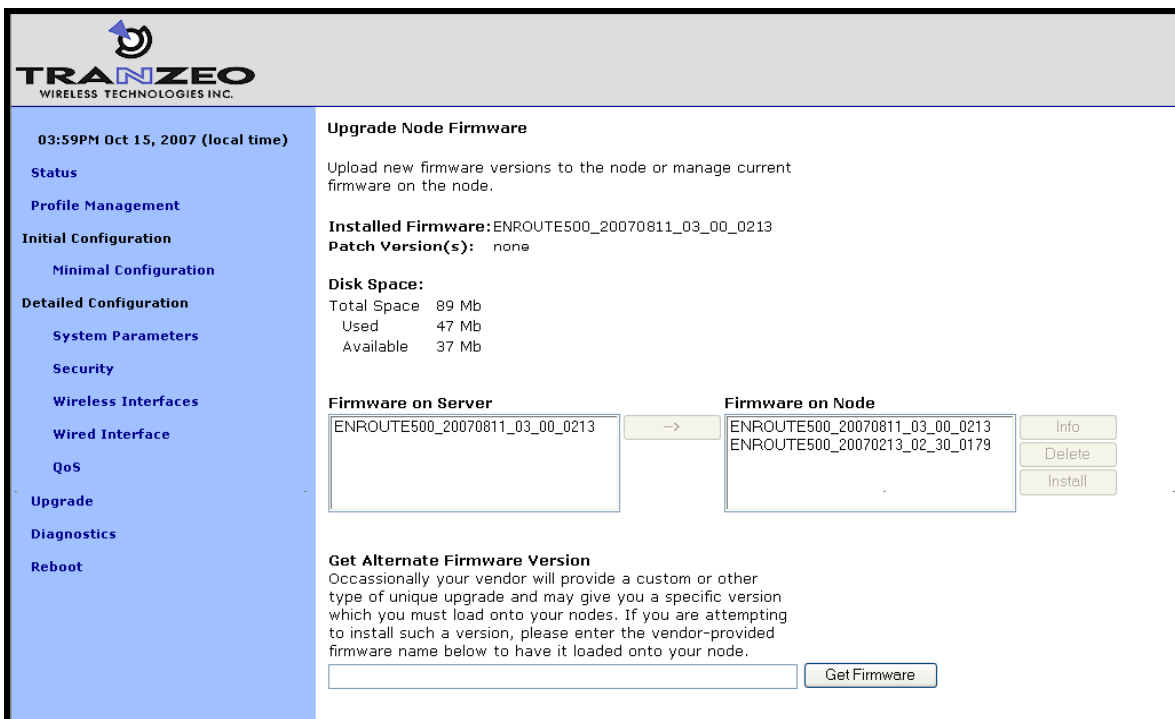 TRANZEO
WIRELESS TECHNOLOGIES INC.
03:59PM Oct 15, 2007 (local time)
Status
Profile Management
Initial Configuration
Minimal Configuration
Detailed Configuration
System Parameters
Security
Wireless Interfaces
Wired Interface
QoS
Upgrade
Diagnostics
Reboot
Upgrade Node Firmware
Upload new firmware versions to the node or manage current
firmware on the node.
Installed Firmware: ENROUTE500_20070811_03_00_0213
Patch Version(s): none
Disk Space:
Total Space 89 Mb
Used 47 Mb
Available 37 Mb
Firmware on Server
ENROUTE500_20070811_03_00_0213
-->
Firmware on Node
ENROUTE500_20070811_03_00_0213
ENROUTE500_20070213_02_30_0179
Info
Delete
Install
Get Alternate Firmware Version
Occassionally your vendor will provide a custom or other
type of unique upgrade and may give you a specific version
which you must load onto your nodes. If you are attempting
to install such a version, please enter the vendor-provided
firmware name below to have it loaded onto your node.
Get Firmware